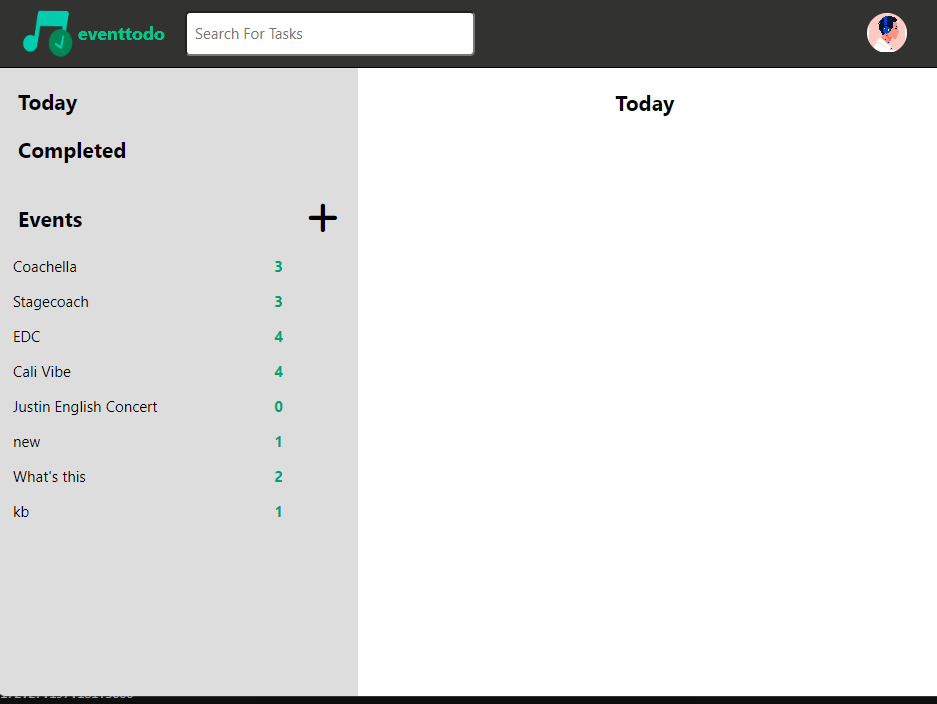 eventtodo
Search For Tasks
Today
Completed
Events
Coachella 3
Stagecoach 3
EDC 4
Cali Vibe 4
Justin English Concert 0
new 1
What's this 2
kb 1
Today